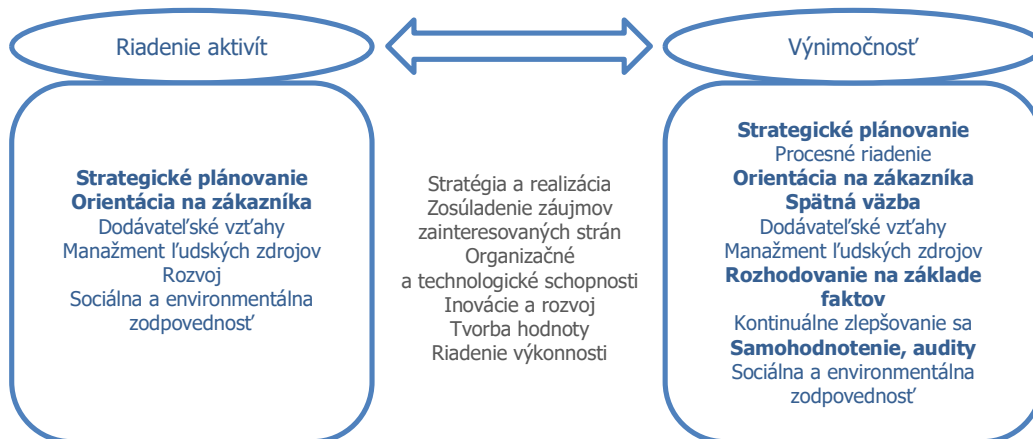 Riadenie aktivít
Výnimočnosť
Strategické plánovanie
Orientácia na zákazníka
Dodávateľské vzťahy
Manažment ľudských zdrojov
Rozvoj
Sociálna a environmentálna
zodpovednosť
Stratégia a realizácia
Zosúladenie záujmov
zainteresovaných strán
Organizačné
a technologické schopnosti
Inovácie a rozvoj
Tvorba hodnoty
Riadenie výkonnosti
Strategické plánovanie
Procesné riadenie
Orientácia na zákazníka
Spätná väzba
Dodávateľské vzťahy
Manažment ľudských zdrojov
Rozhodovanie na základe
faktov
Kontinuálne zlepšovanie sa
Samohodnotenie, audity
Sociálna a environmentálna
zodpovednosť